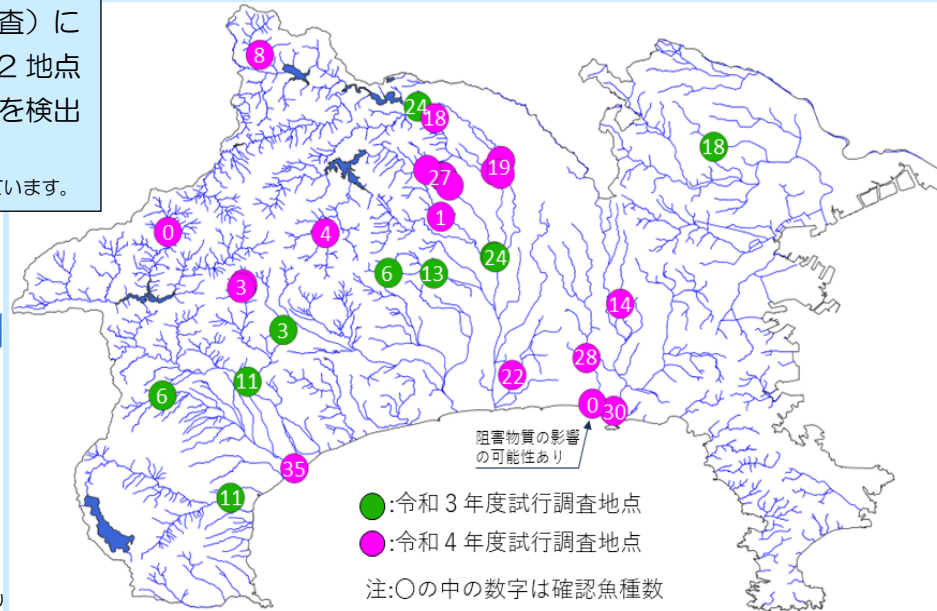 査）に
2 地点
を検出
ています。
8
24
18
18
27
19
1
0
4
24
6
13
3
14
3
28
22
11
6
0
30
阻害物質の影響
の可能性あり
35
11
●:令和３年度試行調査地点
●:令和４年度試行調査地点
注:〇の中の数字は確認魚種数